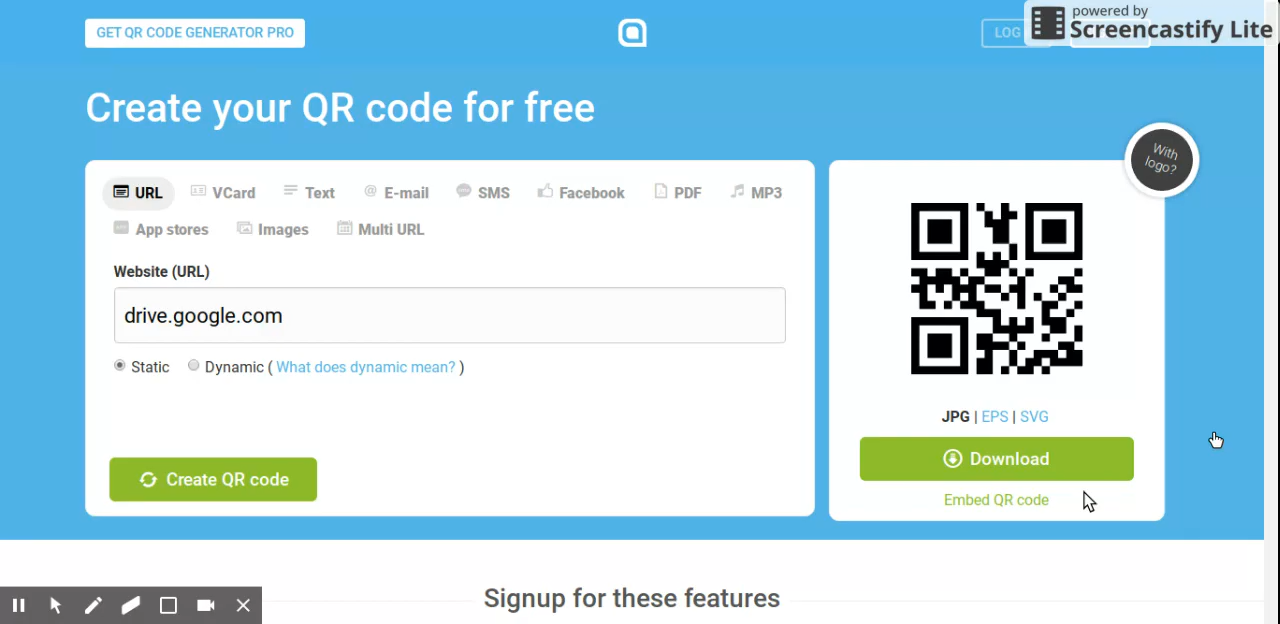 powered by
Screencastify Lite
GET QR CODE GENERATOR PRO
LOG
Create your QR code for free
With logo?
URL VCard Text E-mail SMS Facebook PDF MP3
App stores Images Multi URL
Website (URL)
drive.google.com
Static Dynamic ( What does dynamic mean? )
Create QR code
JPG | EPS | SVG
Download
Embed QR code
Signup for these features